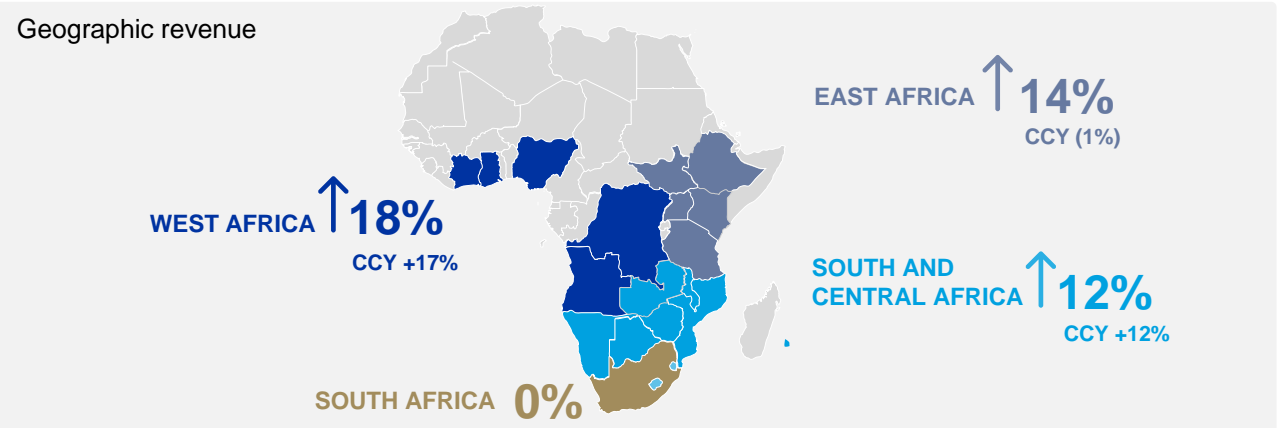 Geographic revenue
EAST AFRICA 14%
CCY (1%)
WEST AFRICA 18%
CCY +17%
SOUTH AND
CENTRAL AFRICA 12%
CCY +12%
SOUTH AFRICA 0%